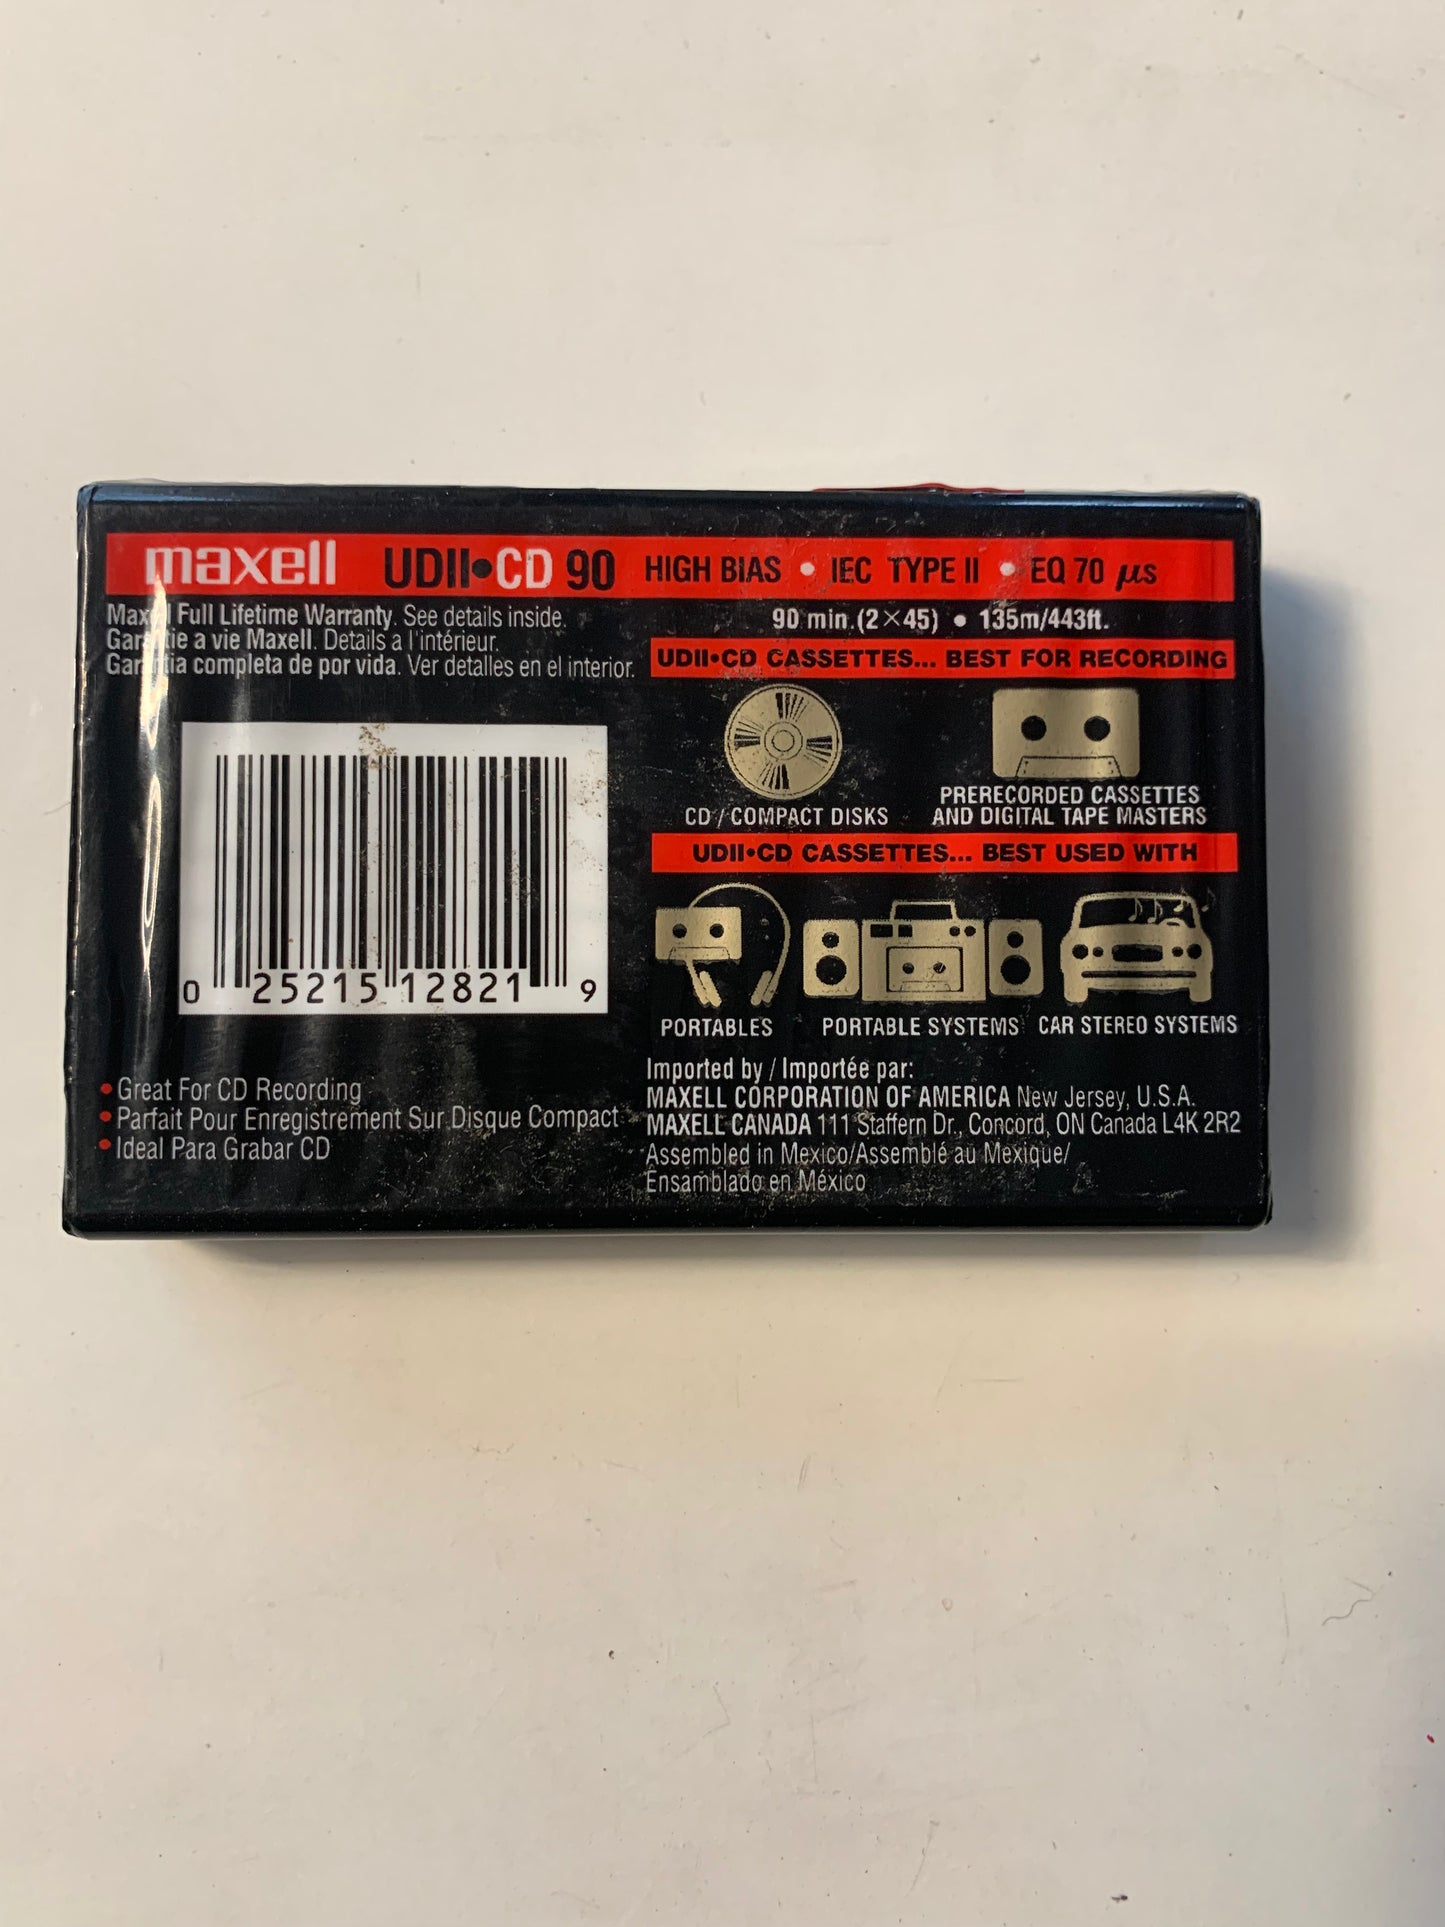 maxell UDII•CD 90 HIGH BIAS • IEC TYPE II • EQ 70 µs
Maxell Full Lifetime Warranty. See details inside.
Garantie a vie Maxell. Details a l'intérieur.
Garantia completa de por vida. Ver detalles en el interior.
90 min.(2×45) • 135m/443ft.
UDII•CD CASSETTES... BEST FOR RECORDING
CD / COMPACT DISKS
PRERECORDED CASSETTES
AND DIGITAL TAPE MASTERS
UDII•CD CASSETTES... BEST USED WITH
PORTABLES
PORTABLE SYSTEMS
CAR STEREO SYSTEMS
0 25215 12821 9
• Great For CD Recording
• Parfait Pour Enregistrement Sur Disque Compact
• Ideal Para Grabar CD
Imported by / Importée par:
MAXELL CORPORATION OF AMERICA New Jersey, U.S.A.
MAXELL CANADA 111 Staffern Dr., Concord, ON Canada L4K 2R2
Assembled in Mexico/Assemblé au Mexique/
Ensamblado en México